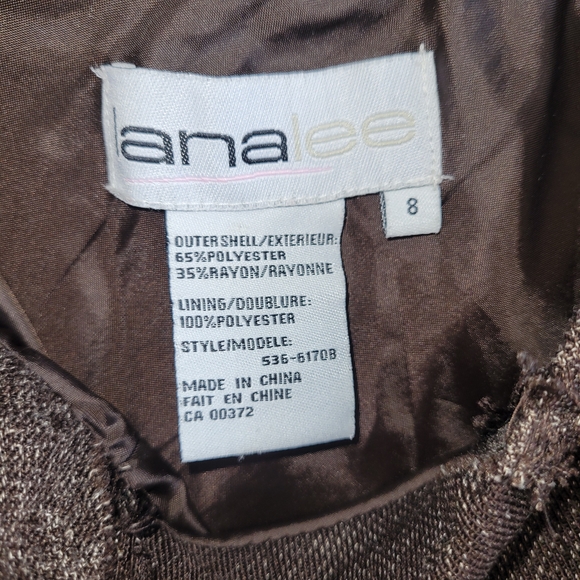 lanalee
8
OUTER SHELL/EXTERIEUR:
65%POLYESTER
35%RAYON/RAYONNE
LINING/DOUBLURE:
100%POLYESTER
STYLE/MODELE:
536-6170B
MADE IN CHINA
FAIT EN CHINE
CA 00372